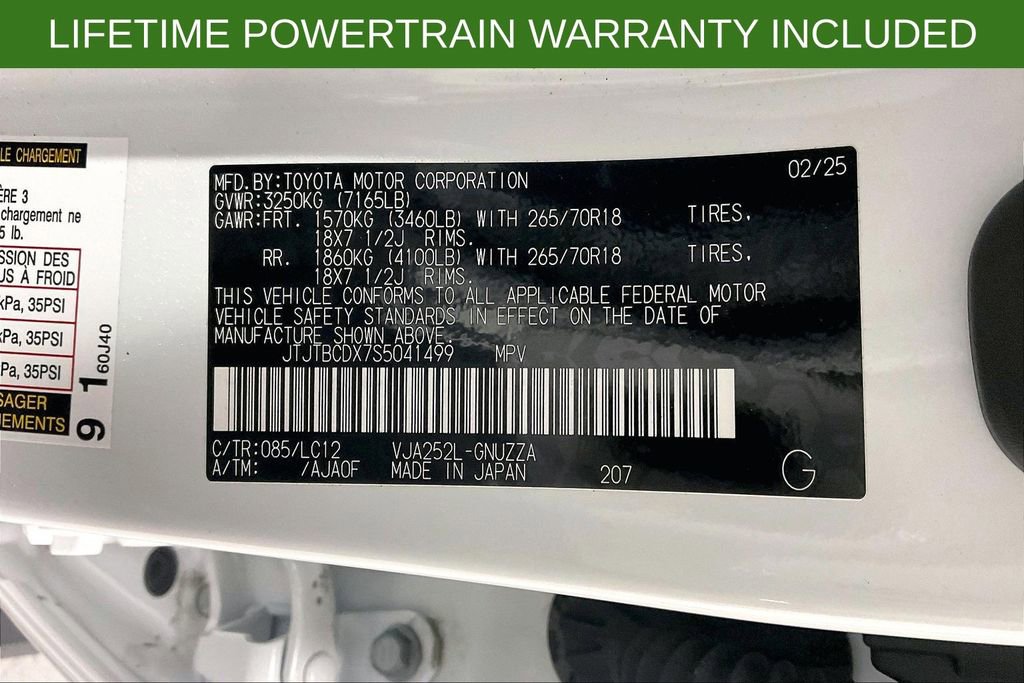 LIFETIME POWERTRAIN WARRANTY INCLUDED
LE CHARGEMENT
ÈRE 3
chargement ne
5 lb.
SSION DES
US À FROID
kPa, 35PSI
kPa, 35PSI
kPa, 35PSI
SAGER
NEMENTS
9 1 60J40
02/25
MFD.BY:TOYOTA MOTOR CORPORATION
GVWR:3250KG (7165LB)
GAWR:FRT. 1570KG (3460LB) WITH 265/70R18 TIRES,
18X7 1/2J RIMS.
RR. 1860KG (4100LB) WITH 265/70R18 TIRES,
18X7 1/2J RIMS.
THIS VEHICLE CONFORMS TO ALL APPLICABLE FEDERAL MOTOR
VEHICLE SAFETY STANDARDS IN EFFECT ON THE DATE OF
MANUFACTURE SHOWN ABOVE.
JTJTBCDX7S5041499 MPV
C/TR:085/LC12 VJA252L-GNUZZA
A/TM: /AJA0F MADE IN JAPAN 207 G